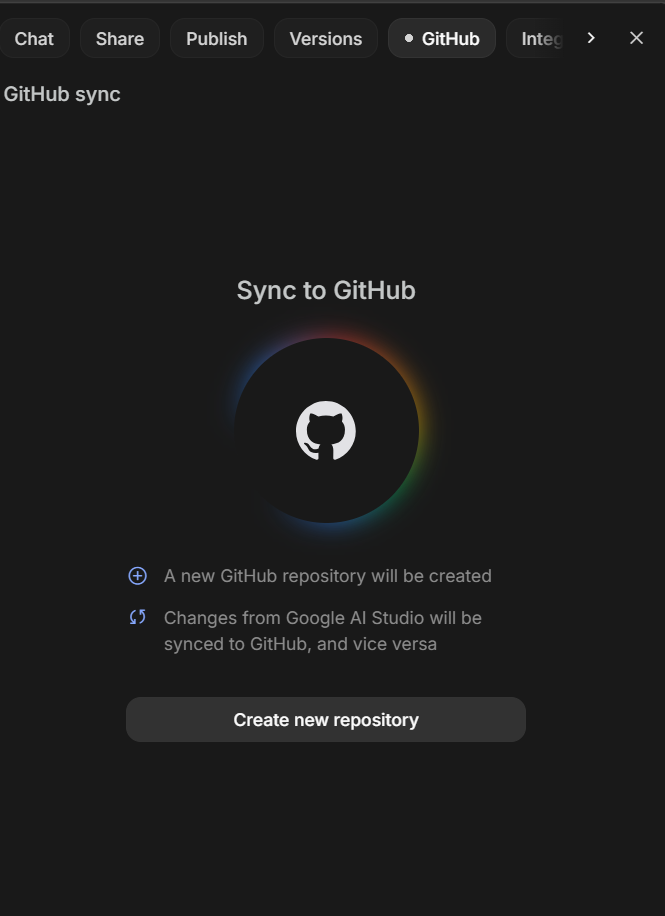 Chat Share Publish Versions GitHub Integ
GitHub sync
Sync to GitHub
A new GitHub repository will be created
Changes from Google AI Studio will be
synced to GitHub, and vice versa
Create new repository